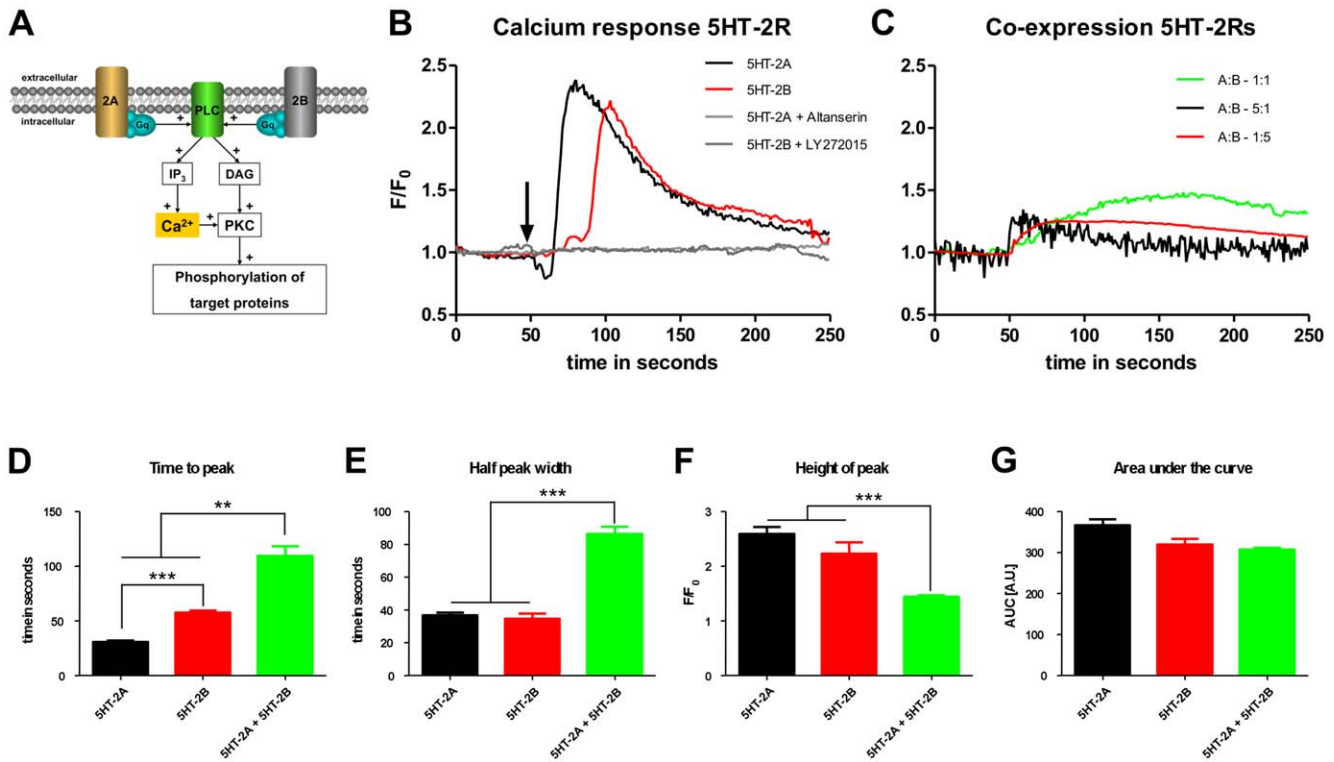 A
extracellular
intracellular
2A
PLC
2B
Gq
Gq
+
+
+
+
IP3
DAG
+
+
+
Ca2+
PKC
+
Phosphorylation of
target proteins
B
Calcium response 5HT-2R
5HT-2A
5HT-2B
5HT-2A + Altanserin
5HT-2B + LY272015
F/F0
2.5
2.0
1.5
1.0
0.5
0
50
100
150
200
250
time in seconds
C
Co-expression 5HT-2Rs
A:B - 1:1
A:B - 5:1
A:B - 1:5
2.5
2.0
1.5
1.0
0.5
0
50
100
150
200
250
time in seconds
D
Time to peak
**
***
time in seconds
150
100
50
0
5HT-2A
5HT-2B
5HT-2A + 5HT-2B
E
Half peak width
***
time in seconds
100
80
60
40
20
0
5HT-2A
5HT-2B
5HT-2A + 5HT-2B
F
Height of peak
***
F/F0
3
2
1
0
5HT-2A
5HT-2B
5HT-2A + 5HT-2B
G
Area under the curve
AUC [A.U.]
400
300
200
100
0
5HT-2A
5HT-2B
5HT-2A + 5HT-2B